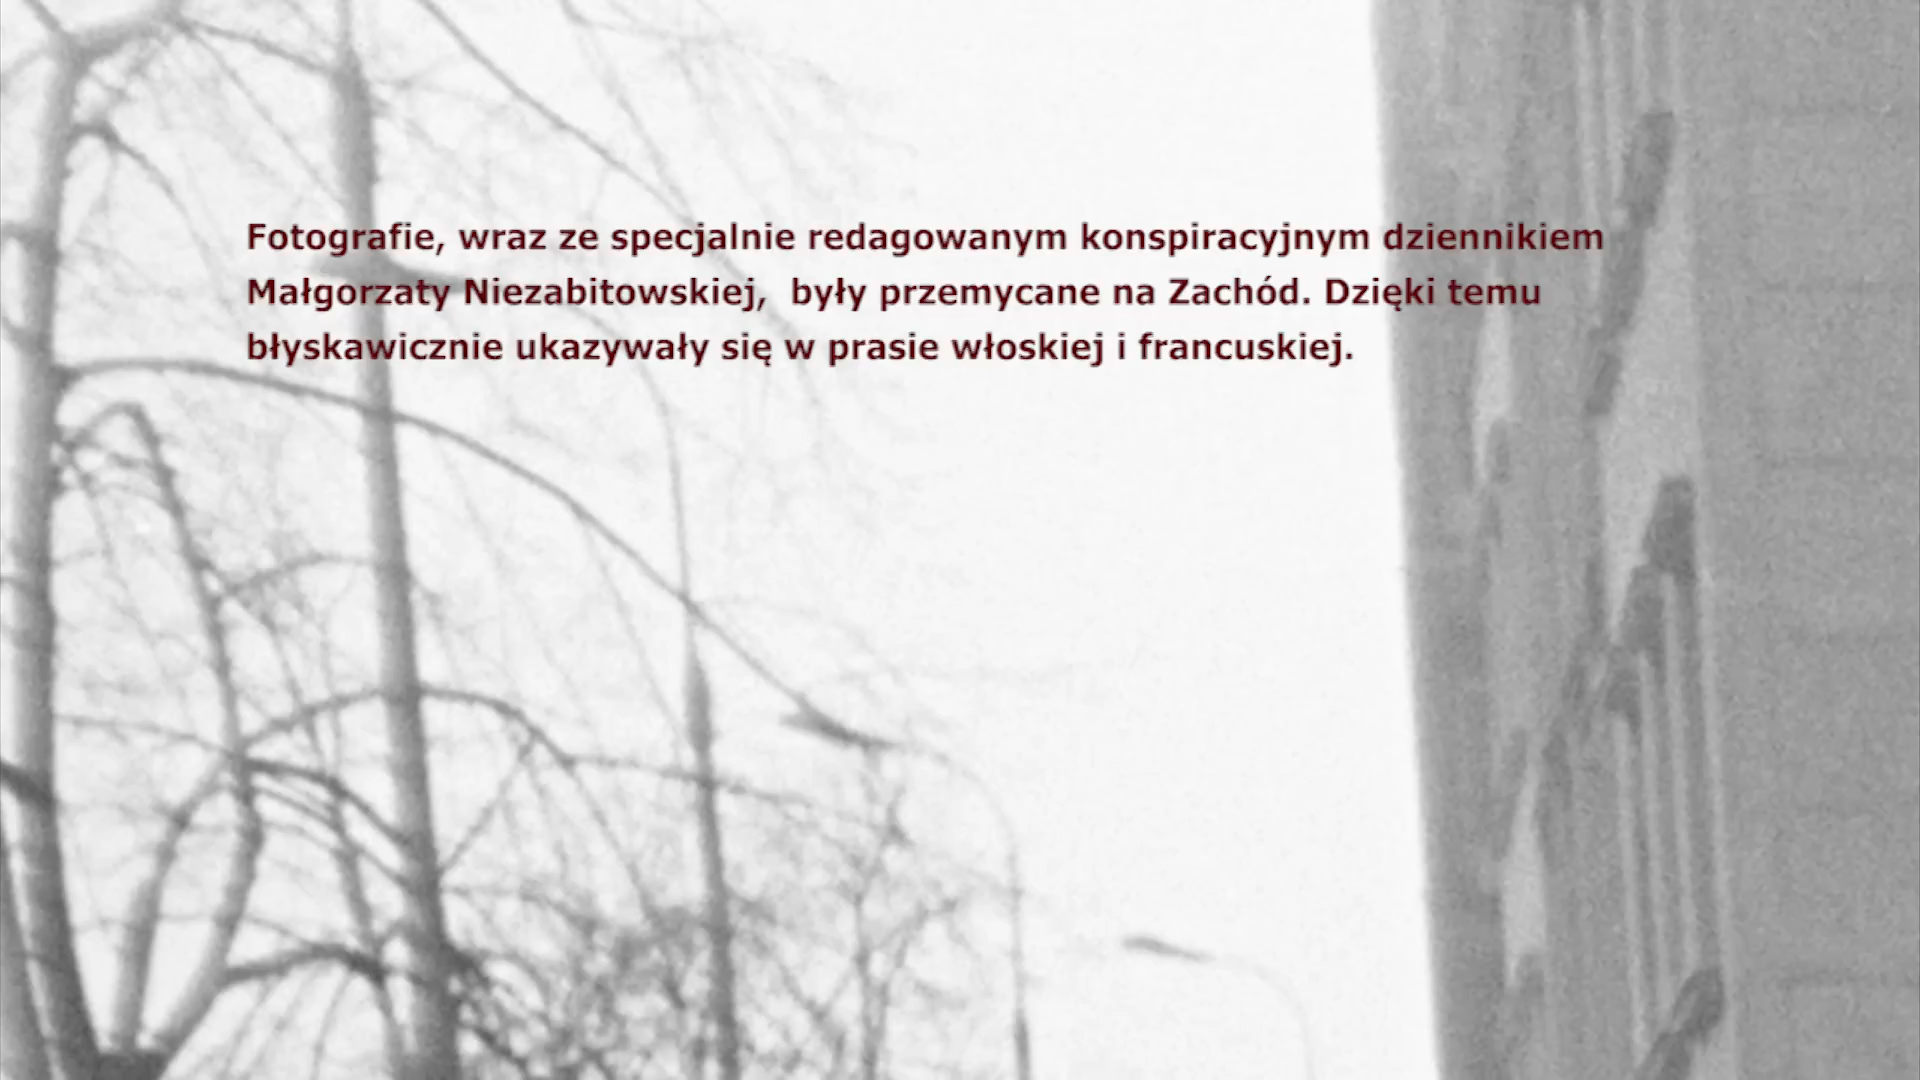 Fotografie, wraz ze specjalnie redagowanym konspiracyjnym dziennikiem
Małgorzaty Niezabitowskiej,  były przemycane na Zachód. Dzięki temu
błyskawicznie ukazywały się w prasie włoskiej i francuskiej.